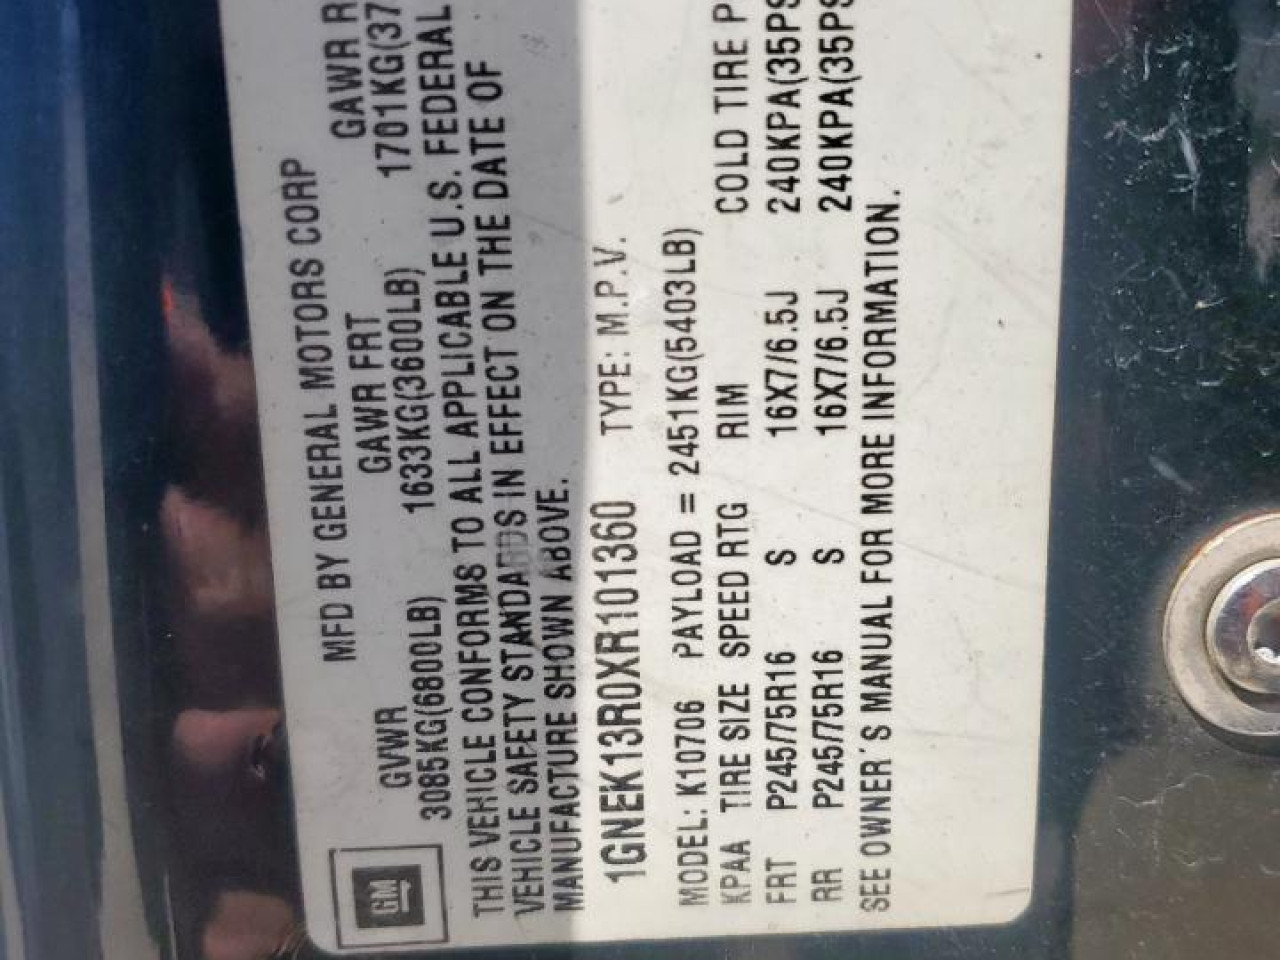 GM
MFD BY GENERAL MOTORS CORP
GVWR GAWR FRT GAWR R
3085KG(6800LB) 1633KG(3600LB) 1701KG(37
THIS VEHICLE CONFORMS TO ALL APPLICABLE U.S. FEDERAL
VEHICLE SAFETY STANDARDS IN EFFECT ON THE DATE OF
MANUFACTURE SHOWN ABOVE.
1GNEK13R0XR101360 TYPE: M.P.V.
MODEL: K10706 PAYLOAD = 2451KG(5403LB)
KPAA TIRE SIZE SPEED RTG RIM COLD TIRE P
FRT P245/75R16 S 16X7/6.5J 240KPA(35PS
RR P245/75R16 S 16X7/6.5J 240KPA(35PS
SEE OWNER'S MANUAL FOR MORE INFORMATION.